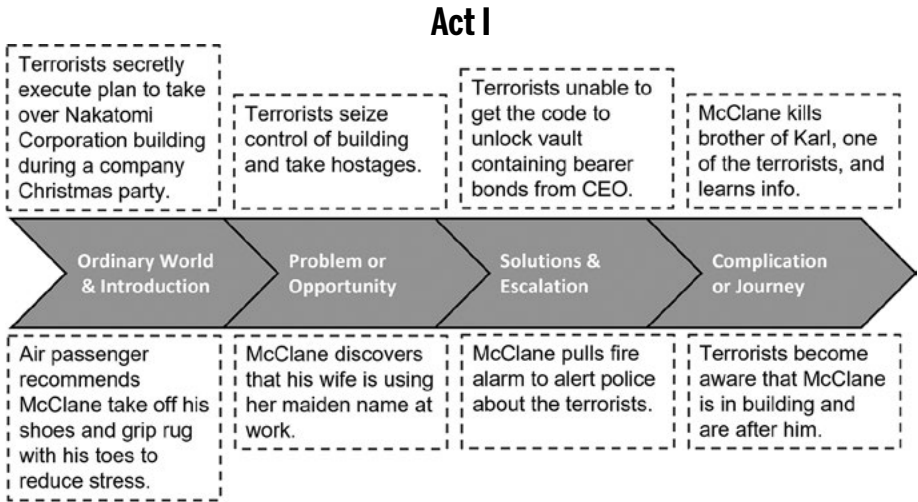 Act I
Terrorists secretly
execute plan to take
over Nakatomi
Corporation building
during a company
Christmas party.
Terrorists seize
control of building
and take hostages.
Terrorists unable to
get the code to
unlock vault
containing bearer
bonds from CEO.
McClane kills
brother of Karl, one
of the terrorists, and
learns info.
Ordinary World
& Introduction
Problem or
Opportunity
Solutions &
Escalation
Complication
or Journey
Air passenger
recommends
McClane take off his
shoes and grip rug
with his toes to
reduce stress.
McClane discovers
that his wife is using
her maiden name at
work.
McClane pulls fire
alarm to alert police
about the terrorists.
Terrorists become
aware that McClane
is in building and
are after him.